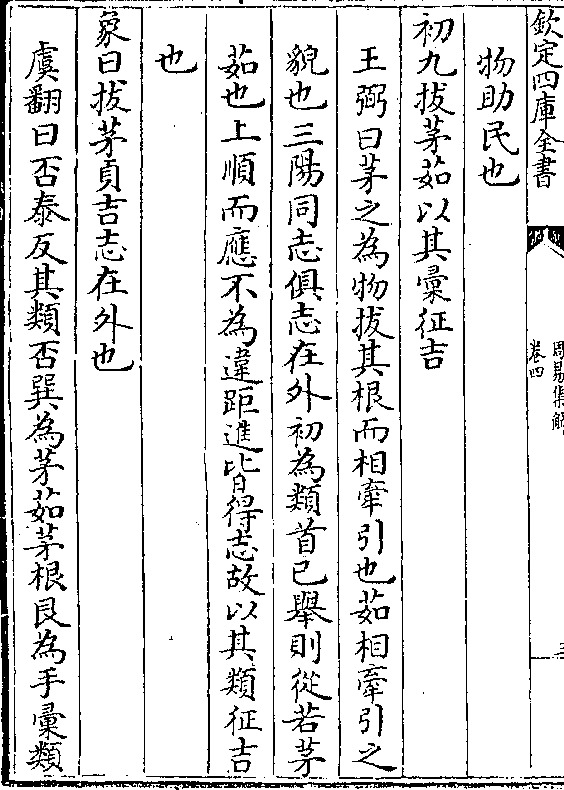 欽定四庫全書
周易集解
卷四
三
物助民也
初九拔茅茹以其彚征吉
王弼曰茅之為物拔其根而相牽引也茹相牽引之
貌也三陽同志俱志在外初為類首己舉則從若茅
茹也上順而應不為違距進皆得志故以其類征吉
也
象曰拔茅貢吉志在外也
虞翻曰否泰反其類否巽為茅茹茅根艮為手彚類